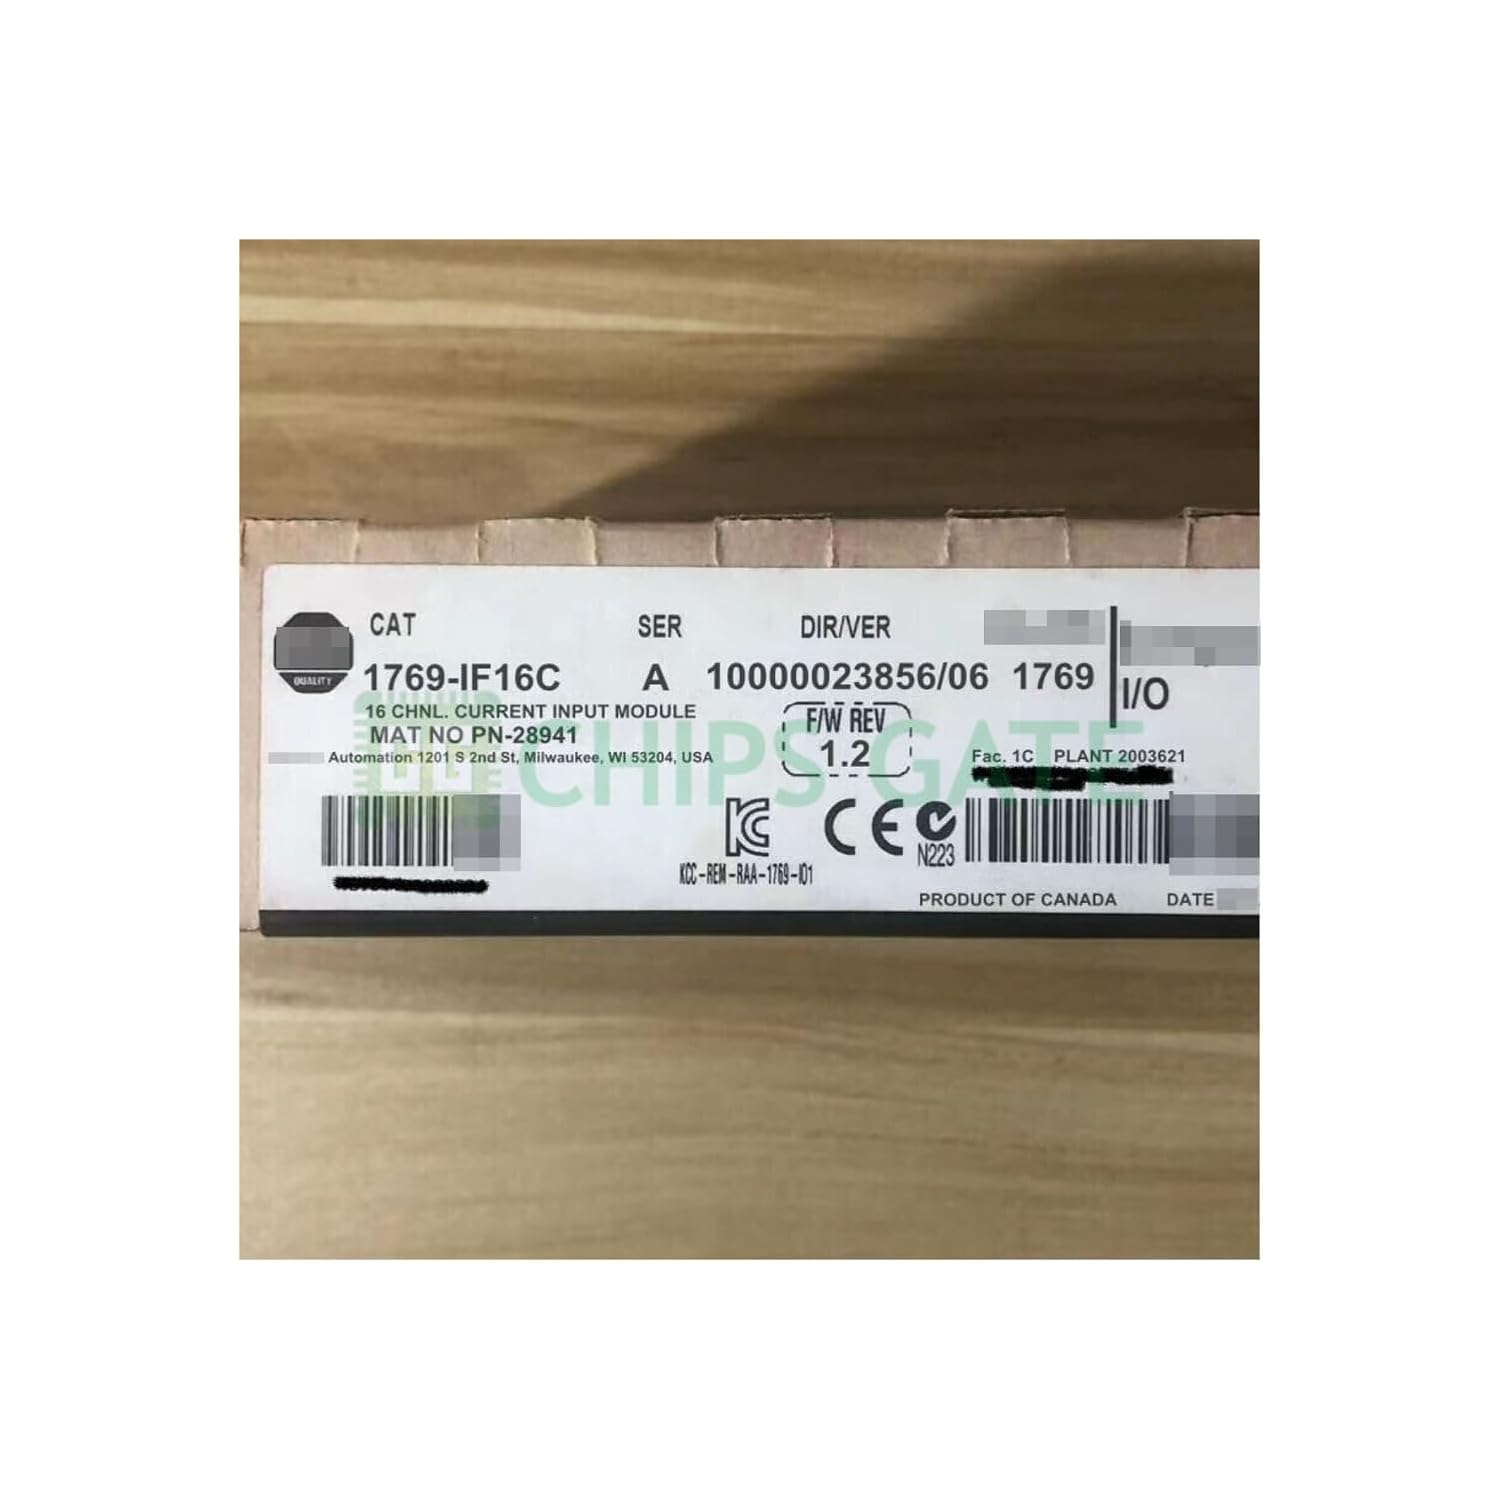 CAT SER DIR/VER
QUALITY
1769-IF16C A 10000023856/06 1769
I/O
16 CHNL. CURRENT INPUT MODULE
MAT NO PN-28941
F/W REV
1.2
Automation 1201 S 2nd St, Milwaukee, WI 53204, USA
Fac. 1C PLANT 2003621
CHIPS GATE
N223
KCC-REM-RAA-1769-IO1
PRODUCT OF CANADA DATE